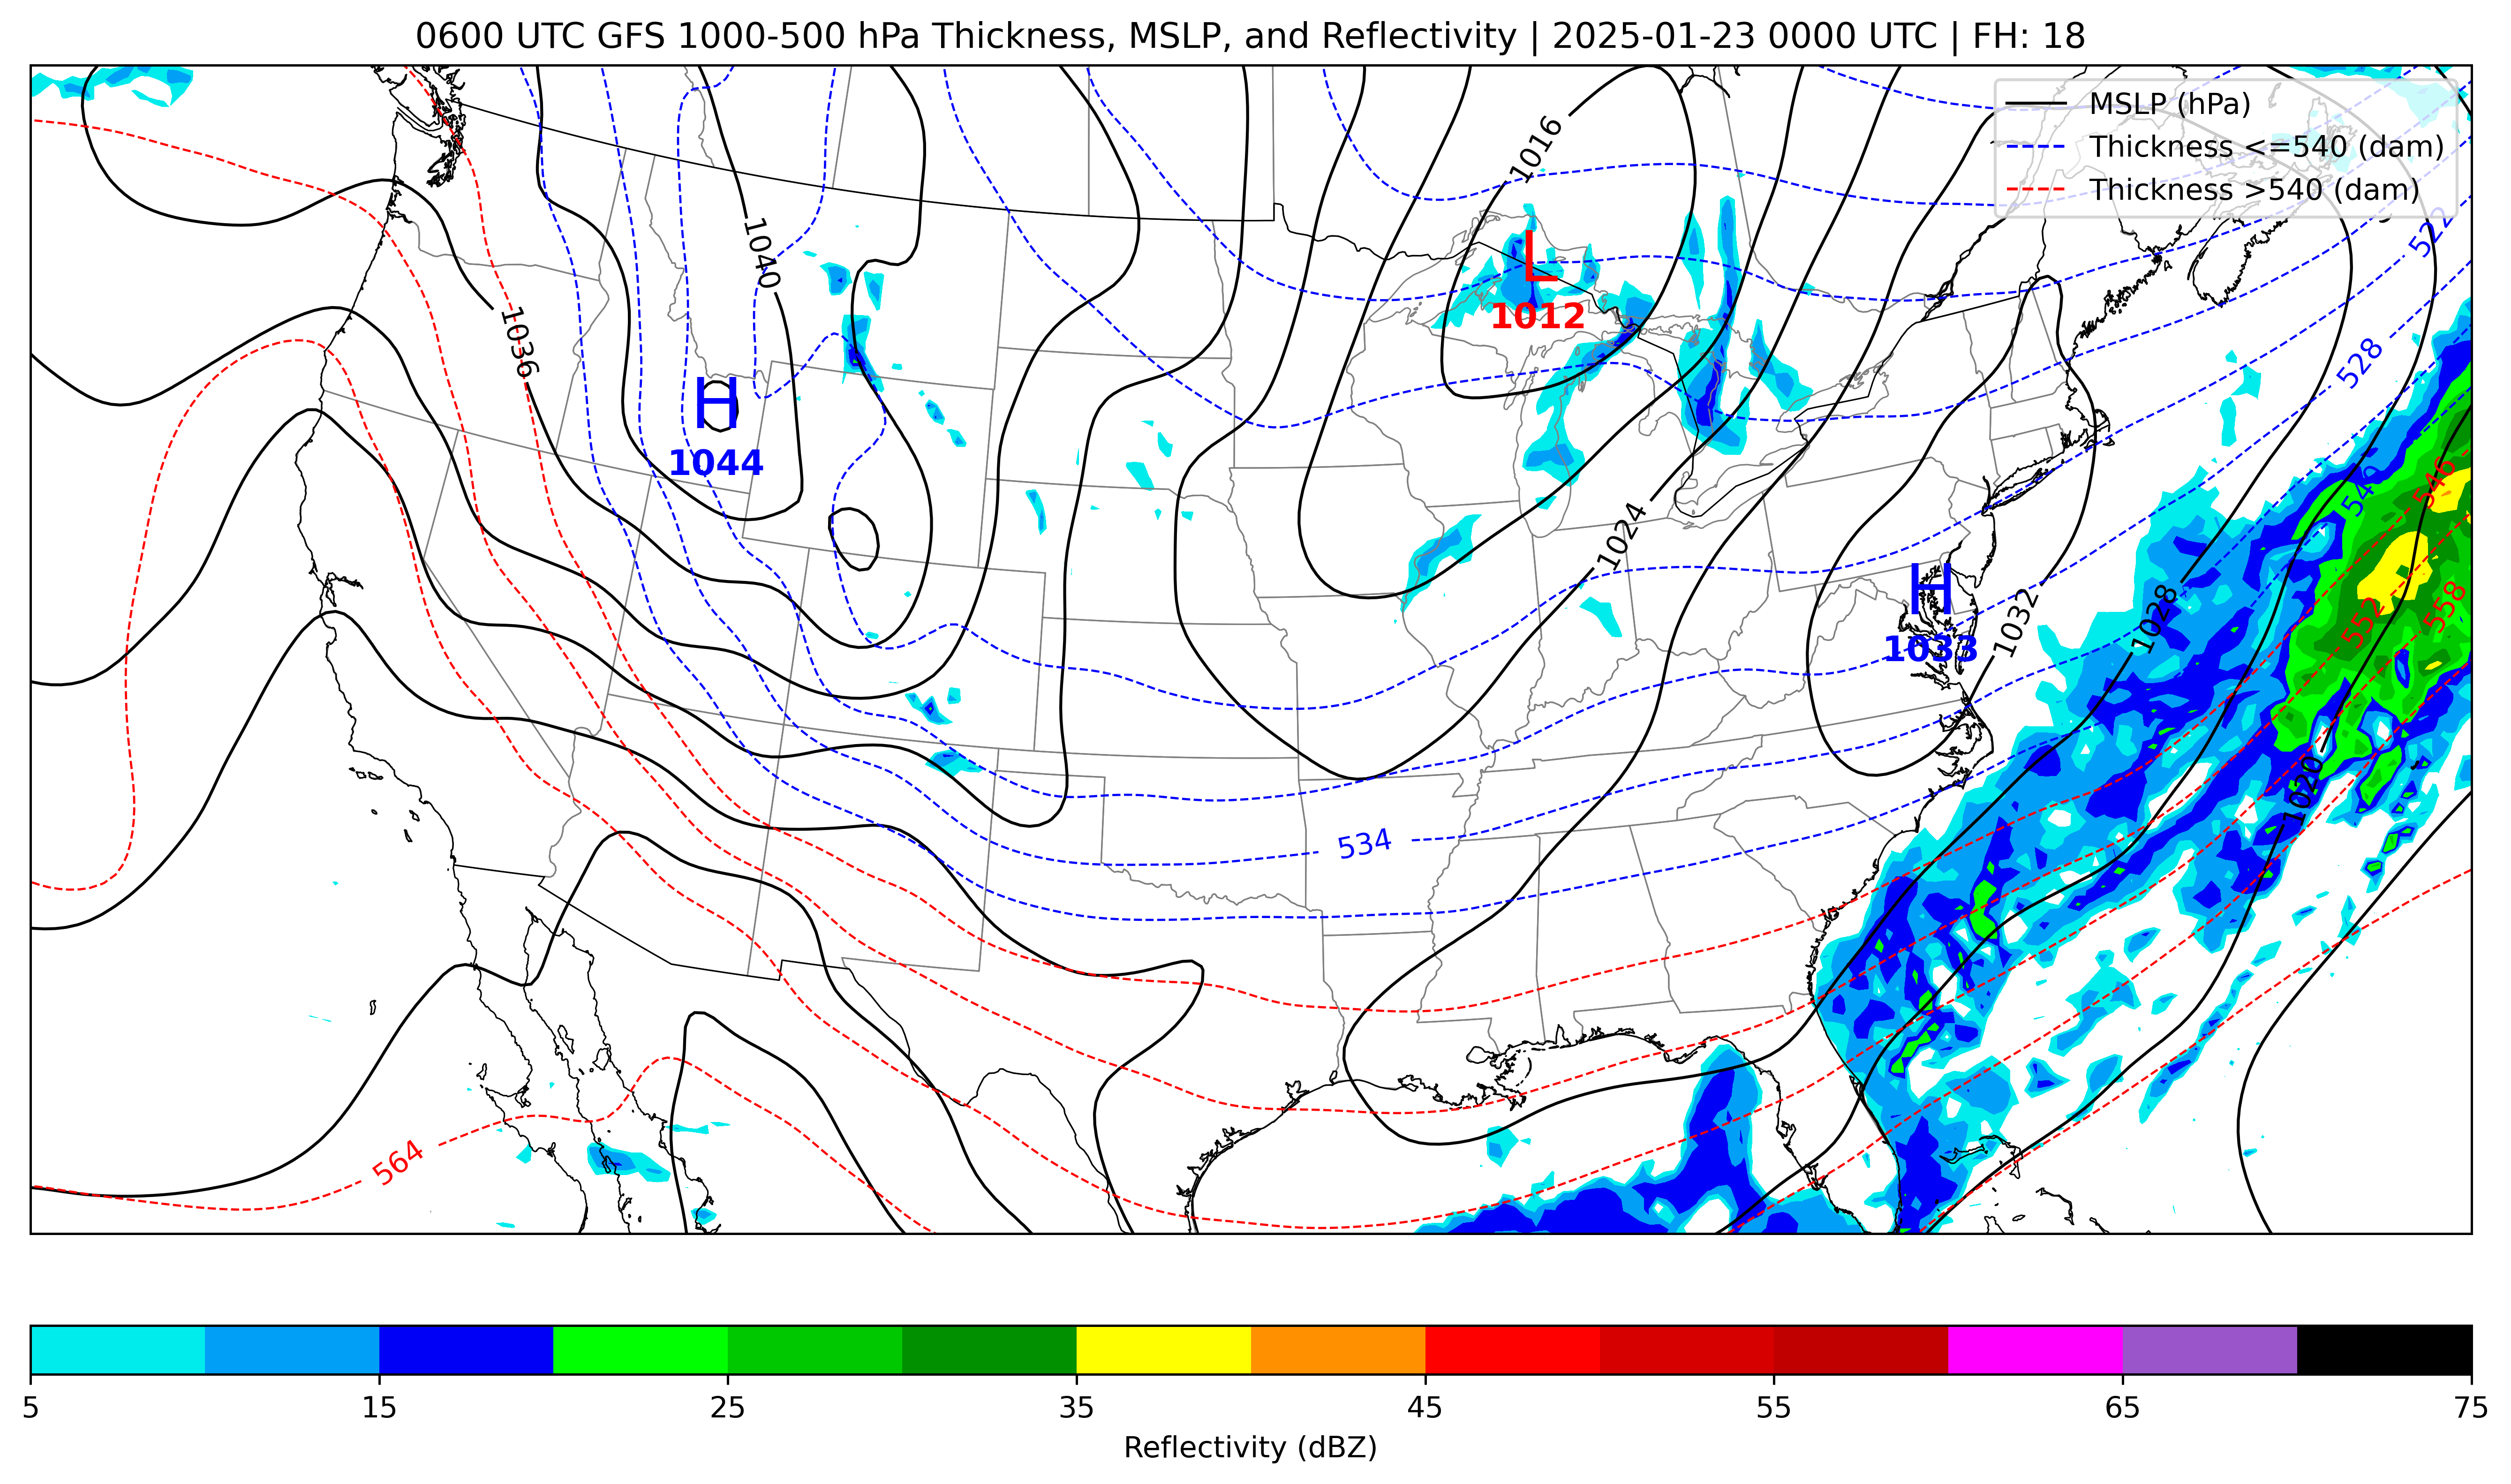 0600 UTC GFS 1000-500 hPa Thickness, MSLP, and Reflectivity | 2025-01-23 0000 UTC | FH: 18
MSLP (hPa)
Thickness <=540 (dam)
Thickness >540 (dam)
1016
522
1040
L
1012
1036
528
H
1044
546
540
1024
H
1033
1032
1028
552
558
1020
534
564
5 15 25 35 45 55 65 75
Reflectivity (dBZ)